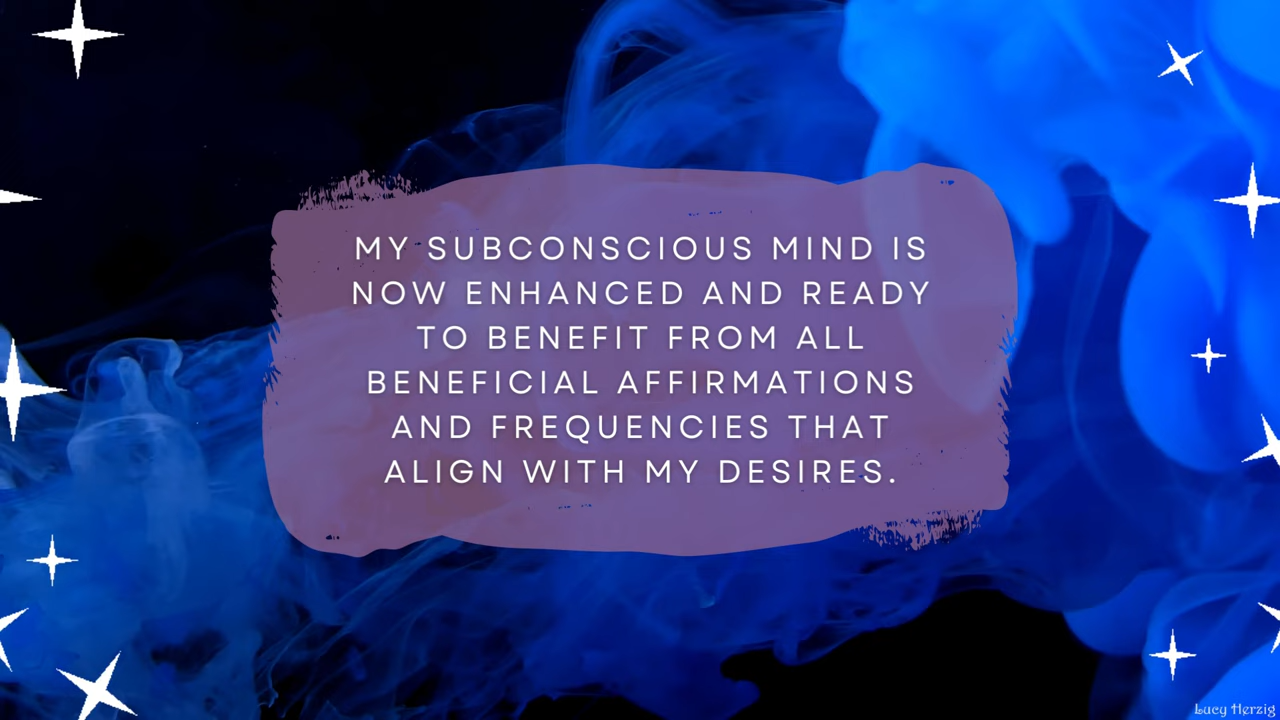 MY SUBCONSCIOUS MIND IS
NOW ENHANCED AND READY
TO BENEFIT FROM ALL
BENEFICIAL AFFIRMATIONS
AND FREQUENCIES THAT
ALIGN WITH MY DESIRES.
Lucy Herzig